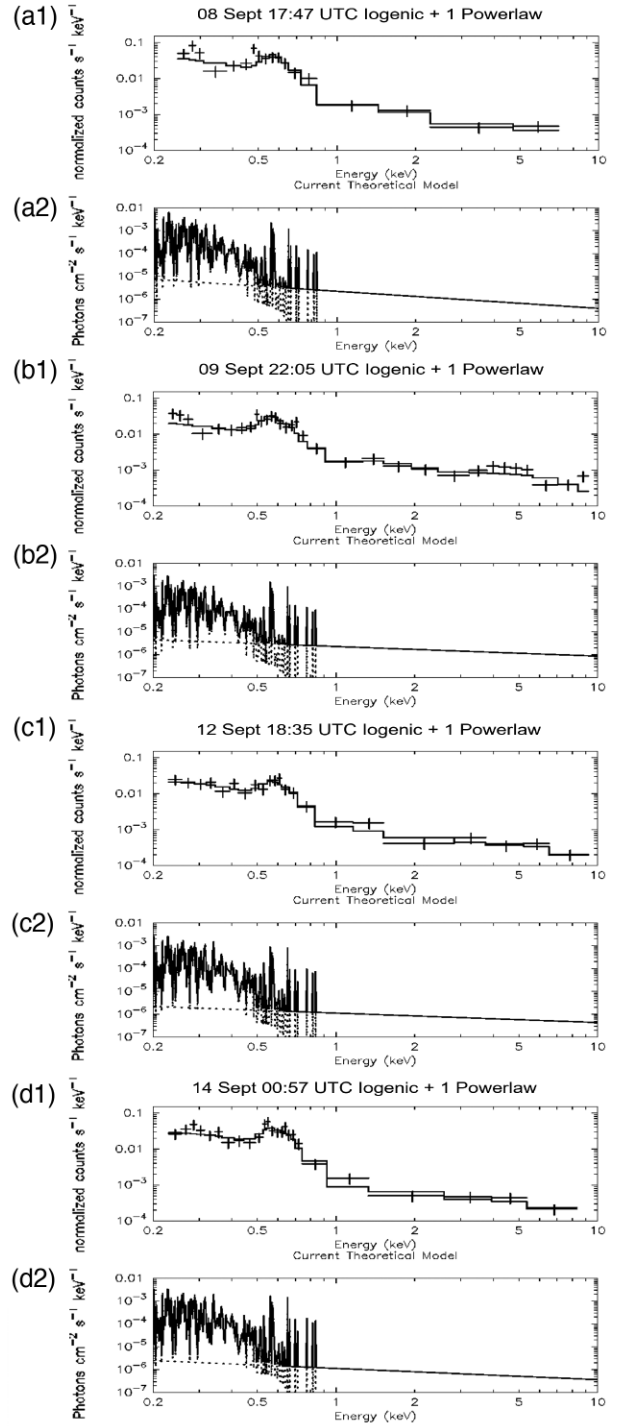 (a1)
08 Sept 17:47 UTC Iogenic + 1 Powerlaw
normalized counts s⁻¹ keV⁻¹
0.1
0.01
10⁻³
10⁻⁴
0.2 0.5 1 2 5 10
Energy (keV)
Current Theoretical Model
(a2)
Photons cm⁻² s⁻¹ keV⁻¹
0.01
10⁻³
10⁻⁴
10⁻⁵
10⁻⁶
10⁻⁷
0.2 0.5 1 2 5 10
Energy (keV)
(b1)
09 Sept 22:05 UTC Iogenic + 1 Powerlaw
normalized counts s⁻¹ keV⁻¹
0.1
0.01
10⁻³
10⁻⁴
0.2 0.5 1 2 5 10
Energy (keV)
Current Theoretical Model
(b2)
Photons cm⁻² s⁻¹ keV⁻¹
0.01
10⁻³
10⁻⁴
10⁻⁵
10⁻⁶
10⁻⁷
0.2 0.5 1 2 5 10
Energy (keV)
(c1)
12 Sept 18:35 UTC Iogenic + 1 Powerlaw
normalized counts s⁻¹ keV⁻¹
0.1
0.01
10⁻³
10⁻⁴
0.2 0.5 1 2 5 10
Energy (keV)
Current Theoretical Model
(c2)
Photons cm⁻² s⁻¹ keV⁻¹
0.01
10⁻³
10⁻⁴
10⁻⁵
10⁻⁶
10⁻⁷
0.2 0.5 1 2 5 10
Energy (keV)
(d1)
14 Sept 00:57 UTC Iogenic + 1 Powerlaw
normalized counts s⁻¹ keV⁻¹
0.1
0.01
10⁻³
10⁻⁴
0.2 0.5 1 2 5 10
Energy (keV)
Current Theoretical Model
(d2)
Photons cm⁻² s⁻¹ keV⁻¹
0.01
10⁻³
10⁻⁴
10⁻⁵
10⁻⁶
10⁻⁷
0.2 0.5 1 2 5 10
Energy (keV)